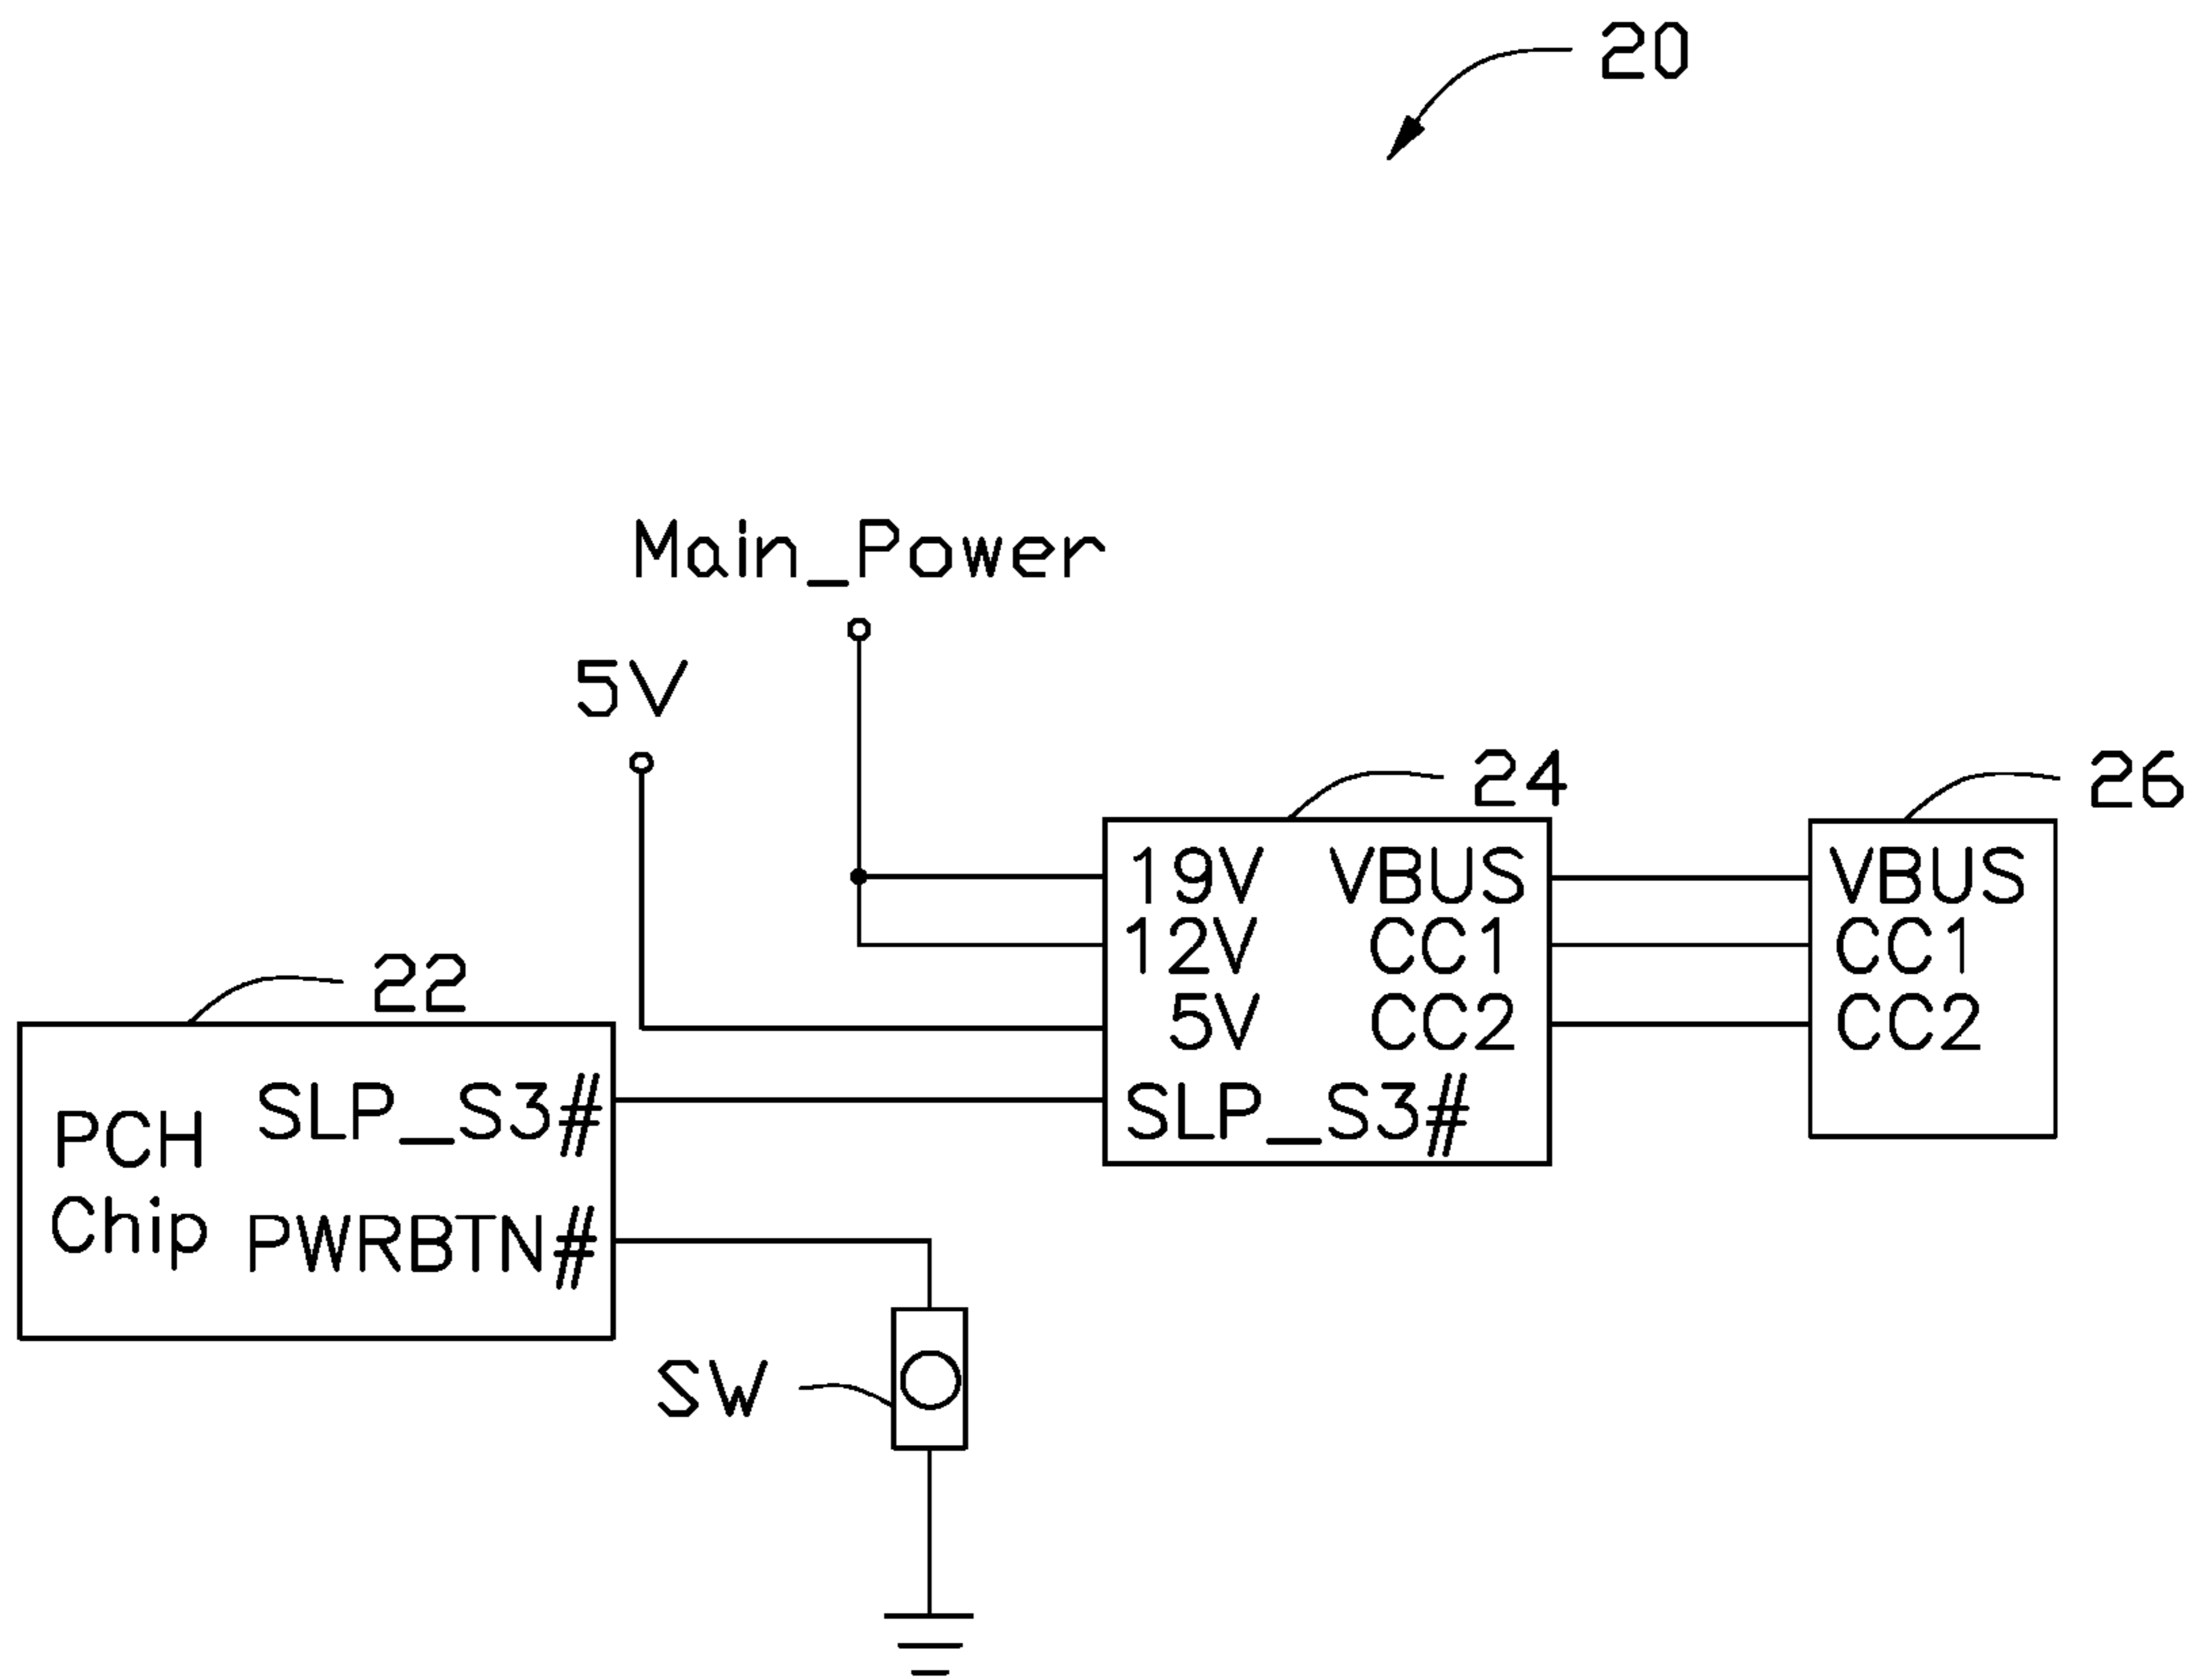 20
Main_Power
5V
24
26
19V VBUS
12V CC1
5V CC2
SLP_S3#
VBUS
CC1
CC2
22
PCH
Chip
SLP_S3#
PWRBTN#
SW